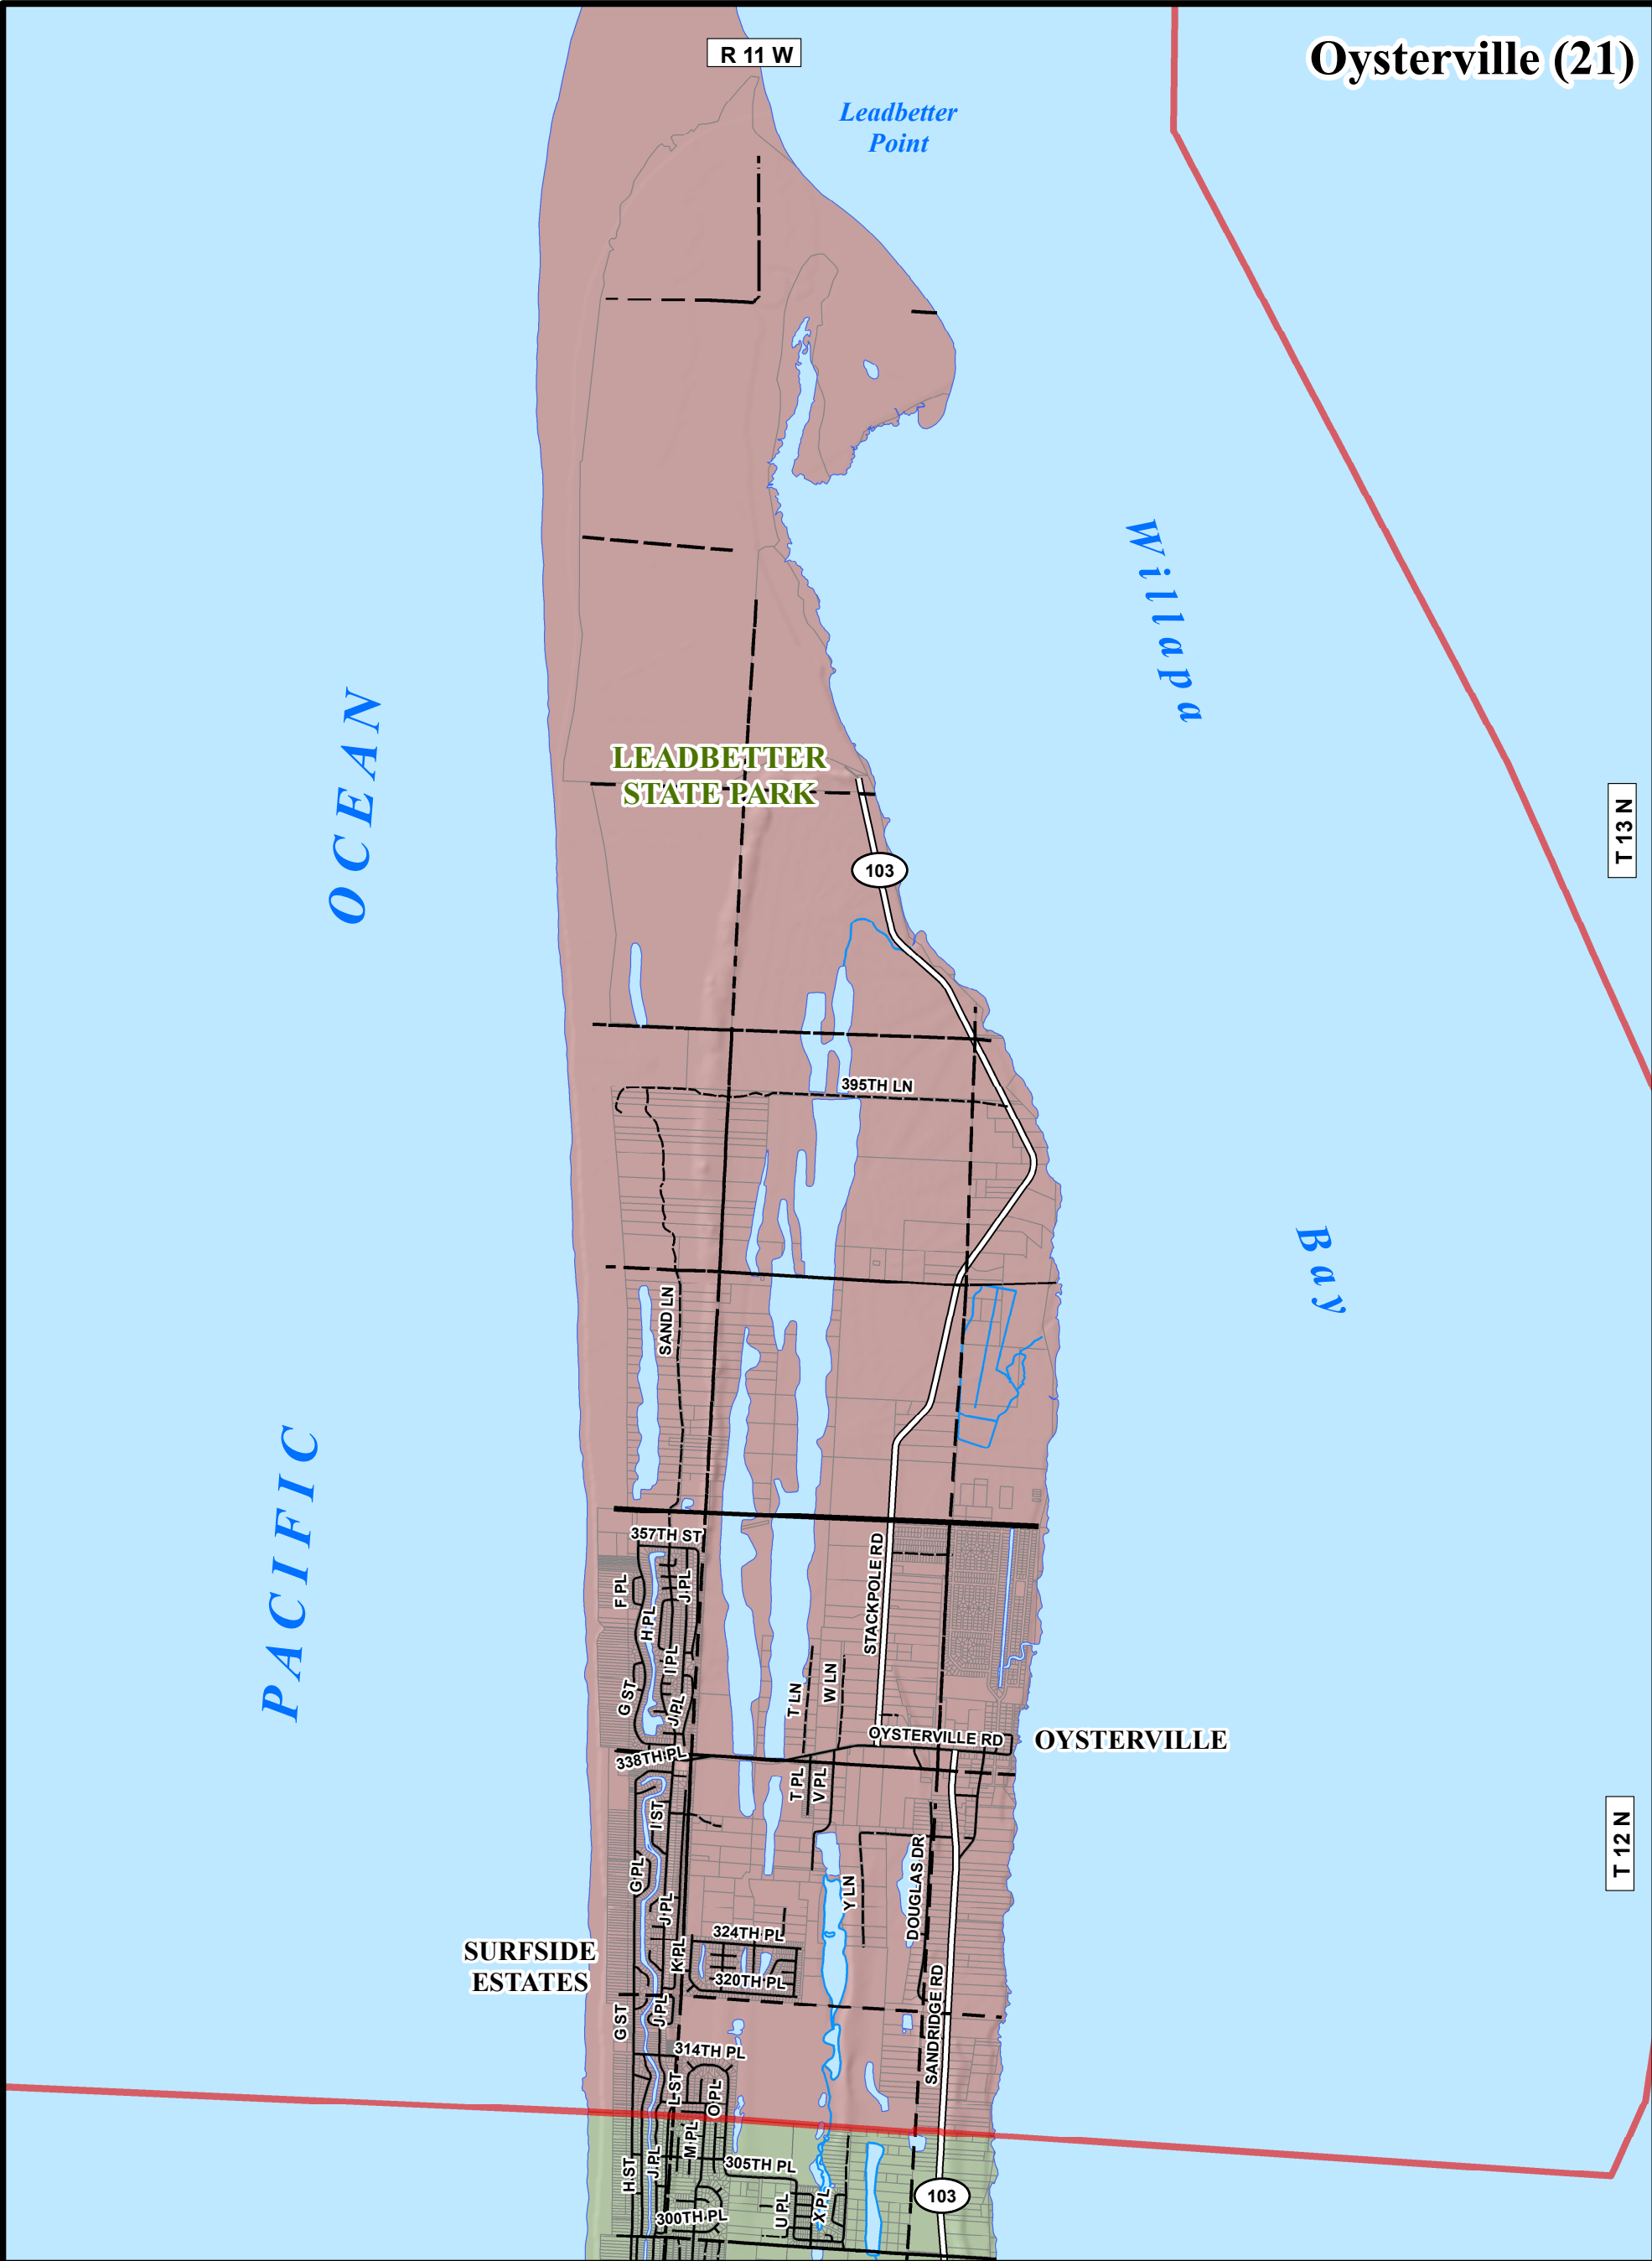 Oysterville (21)
R 11 W
Leadbetter
Point
Willapa
OCEAN
LEADBETTER
STATE PARK
T 13 N
103
395TH LN
Bay
SAND LN
PACIFIC
357TH ST
F PL
J PL
H PL
STACKPOLE RD
I PL
G ST
J PL
T LN
W LN
OYSTERVILLE RD
OYSTERVILLE
338TH PL
T PL
V PL
I ST
T 12 N
G PL
J PL
Y LN
DOUGLAS DR
324TH PL
K PL
SURFSIDE
ESTATES
320TH PL
G ST
J PL
SANDRIDGE RD
314TH PL
L ST
O PL
M PL
H ST
J PL
305TH PL
103
U PL
X PL
300TH PL